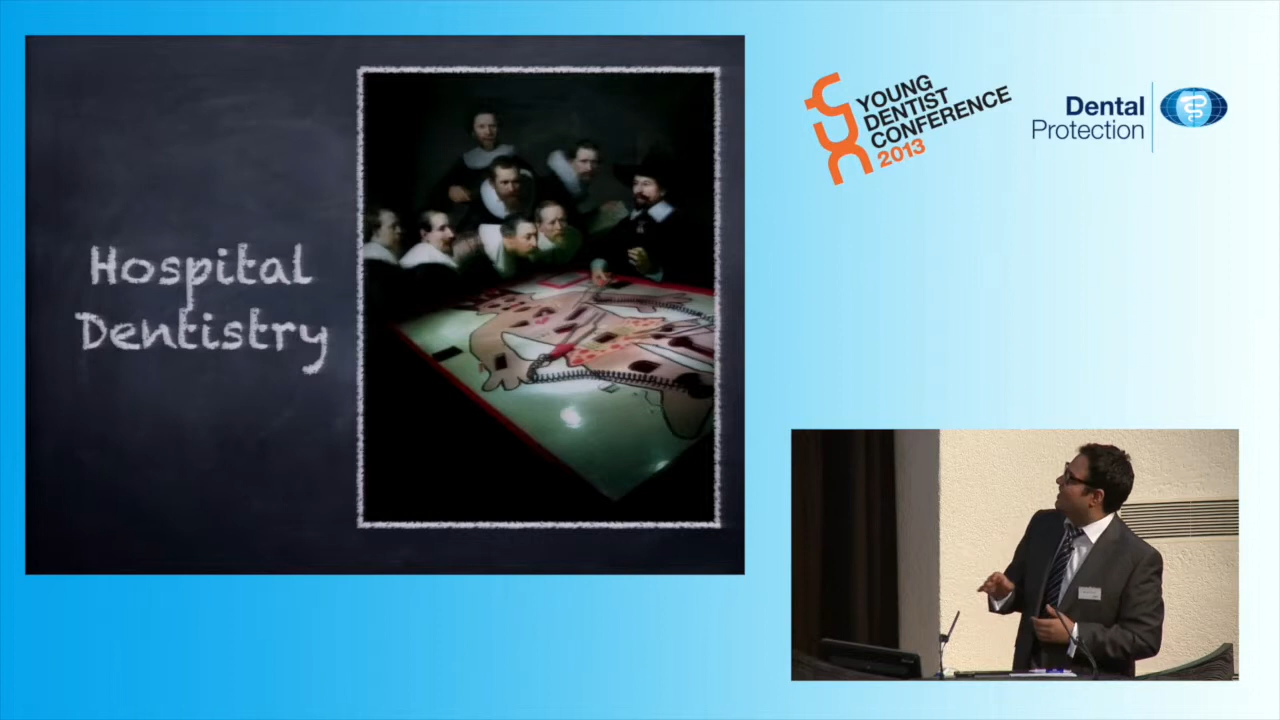 Hospital
Dentistry
YOUNG
DENTIST
CONFERENCE
2013
Dental
Protection